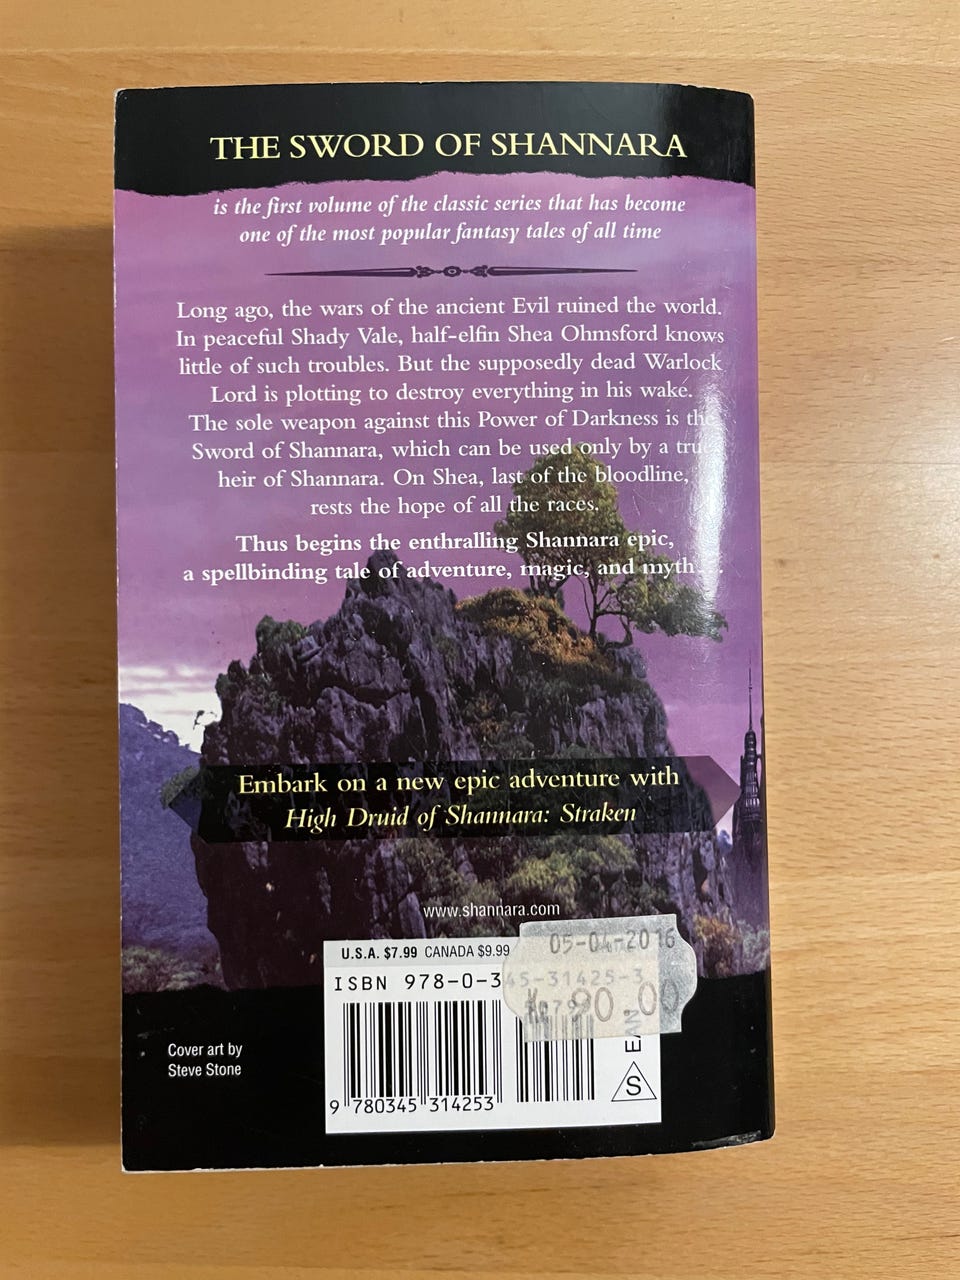 THE SWORD OF SHANNARA
is the first volume of the classic series that has become
one of the most popular fantasy tales of all time
Long ago, the wars of the ancient Evil ruined the world.
In peaceful Shady Vale, half-elfin Shea Ohmsford knows
little of such troubles. But the supposedly dead Warlock
Lord is plotting to destroy everything in his wake.
The sole weapon against this Power of Darkness is the
Sword of Shannara, which can be used only by a true
heir of Shannara. On Shea, last of the bloodline,
rests the hope of all the races.
Thus begins the enthralling Shannara epic,
a spellbinding tale of adventure, magic, and myth . . .
Embark on a new epic adventure with
High Druid of Shannara: Straken
www.shannara.com
U.S.A. $7.99 CANADA $9.99
05-04-2016
ISBN 978-0-345-31425-3
Kč 90.00
EAN
S
Cover art by
Steve Stone
9 780345 314253